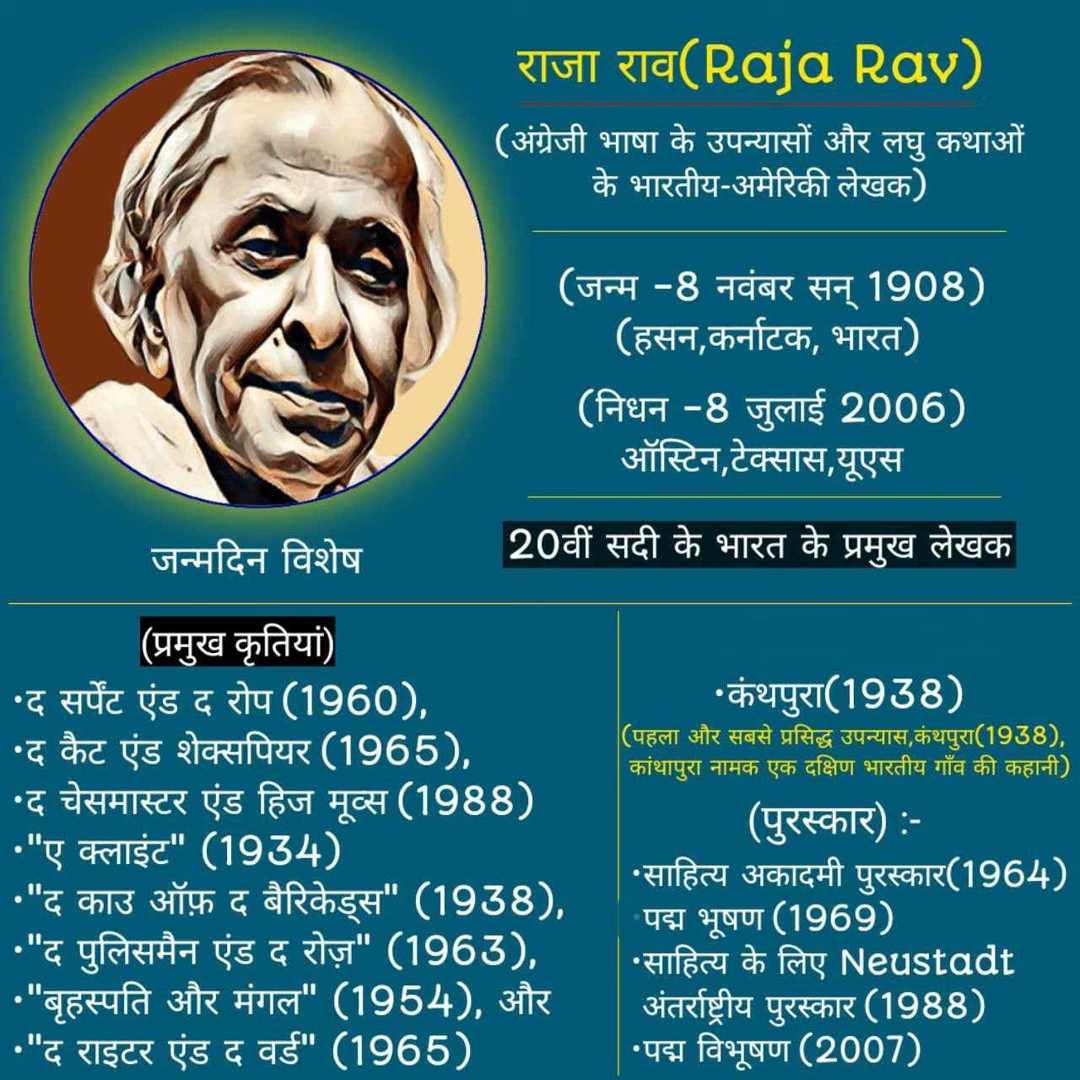 राजा राव(Raja Rav)
(अंग्रेजी भाषा के उपन्यासों और लघु कथाओं
के भारतीय-अमेरिकी लेखक)
(जन्म -8 नवंबर सन् 1908)
(हसन,कर्नाटक, भारत)
(निधन -8 जुलाई 2006)
ऑस्टिन,टेक्सास,यूएस
जन्मदिन विशेष
20वीं सदी के भारत के प्रमुख लेखक
(प्रमुख कृतियां)
·द सर्पेंट एंड द रोप (1960),
·द कैट एंड शेक्सपियर (1965),
·द चेसमास्टर एंड हिज मूव्स (1988)
·"ए क्लाइंट" (1934)
·"द काउ ऑफ़ द बैरिकेड्स" (1938),
·"द पुलिसमैन एंड द रोज़" (1963),
·"बृहस्पति और मंगल" (1954), और
·"द राइटर एंड द वर्ड" (1965)
·कंथपुरा(1938)
(पहला और सबसे प्रसिद्ध उपन्यास,कंथपुरा(1938),
कांथापुरा नामक एक दक्षिण भारतीय गाँव की कहानी)
(पुरस्कार) :-
·साहित्य अकादमी पुरस्कार(1964)
·पद्म भूषण (1969)
·साहित्य के लिए Neustadt
अंतर्राष्ट्रीय पुरस्कार (1988)
·पद्म विभूषण (2007)